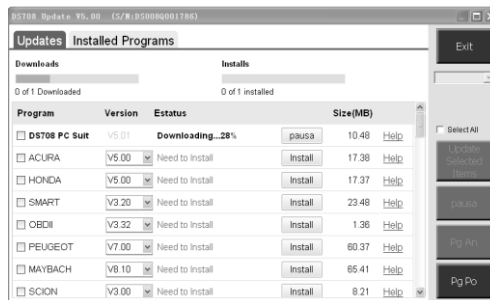 DS708 Update V5.00 (S/N:DS08Q001786)
Updates Installed Programs
Exit
Downloads Installs
0 of 1 Downloaded 0 of 1 installed
Program Version Estatus Size(MB)
Select All
DS708 PC Suit V5.01 Downloading...28% pausa 10.48 Help
ACURA V5.00 Need to Install Install 17.38 Help
Update Selected Items
HONDA V5.00 Need to Install Install 17.37 Help
SMART V3.20 Need to Install Install 23.48 Help
pausa
OBDII V3.32 Need to Install Install 1.36 Help
PEUGEOT V7.00 Need to Install Install 60.37 Help
Pg An
MAYBACH V8.10 Need to Install Install 65.41 Help
Pg Po
SCION V3.00 Need to Install Install 8.21 Help